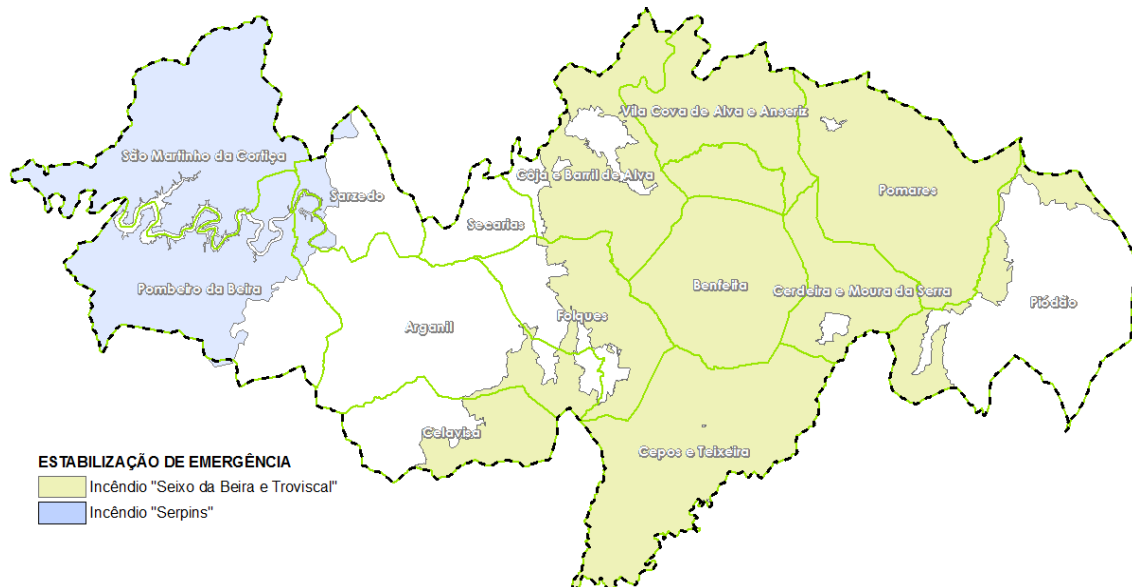 Vila Cova de Alva e Anseriz
São Martinho da Cortiça
Côja e Barril de Alva
Sarzedo
Pomares
Secarias
Pombeiro da Beira
Benfeita
Cerdeira e Moura da Serra
Piódão
Folques
Arganil
Celavisa
Cepos e Teixeira
ESTABILIZAÇÃO DE EMERGÊNCIA
Incêndio "Seixo da Beira e Troviscal"
Incêndio "Serpins"